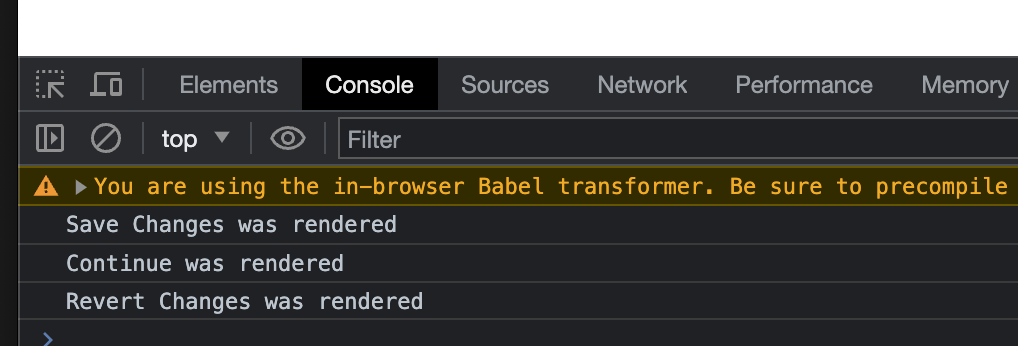 Elements Console Sources Network Performance Memory
top Filter
You are using the in-browser Babel transformer. Be sure to precompile
Save Changes was rendered
Continue was rendered
Revert Changes was rendered